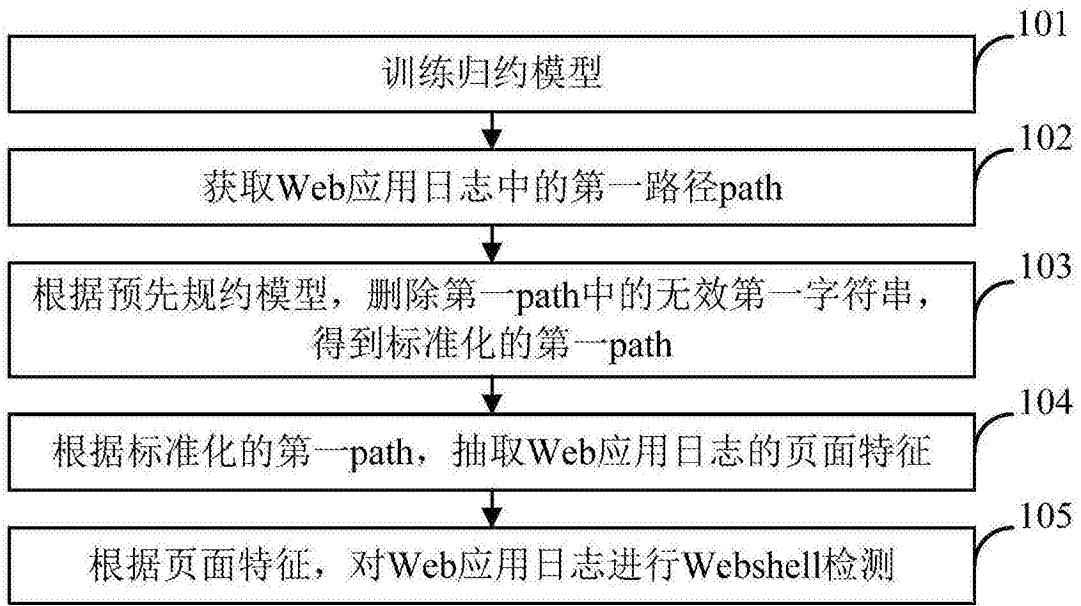 101
训练归约模型
102
获取Web应用日志中的第一路径path
103
根据预先规约模型，删除第一path中的无效第一字符串，
得到标准化的第一path
104
根据标准化的第一path，抽取Web应用日志的页面特征
105
根据页面特征，对Web应用日志进行Webshell检测